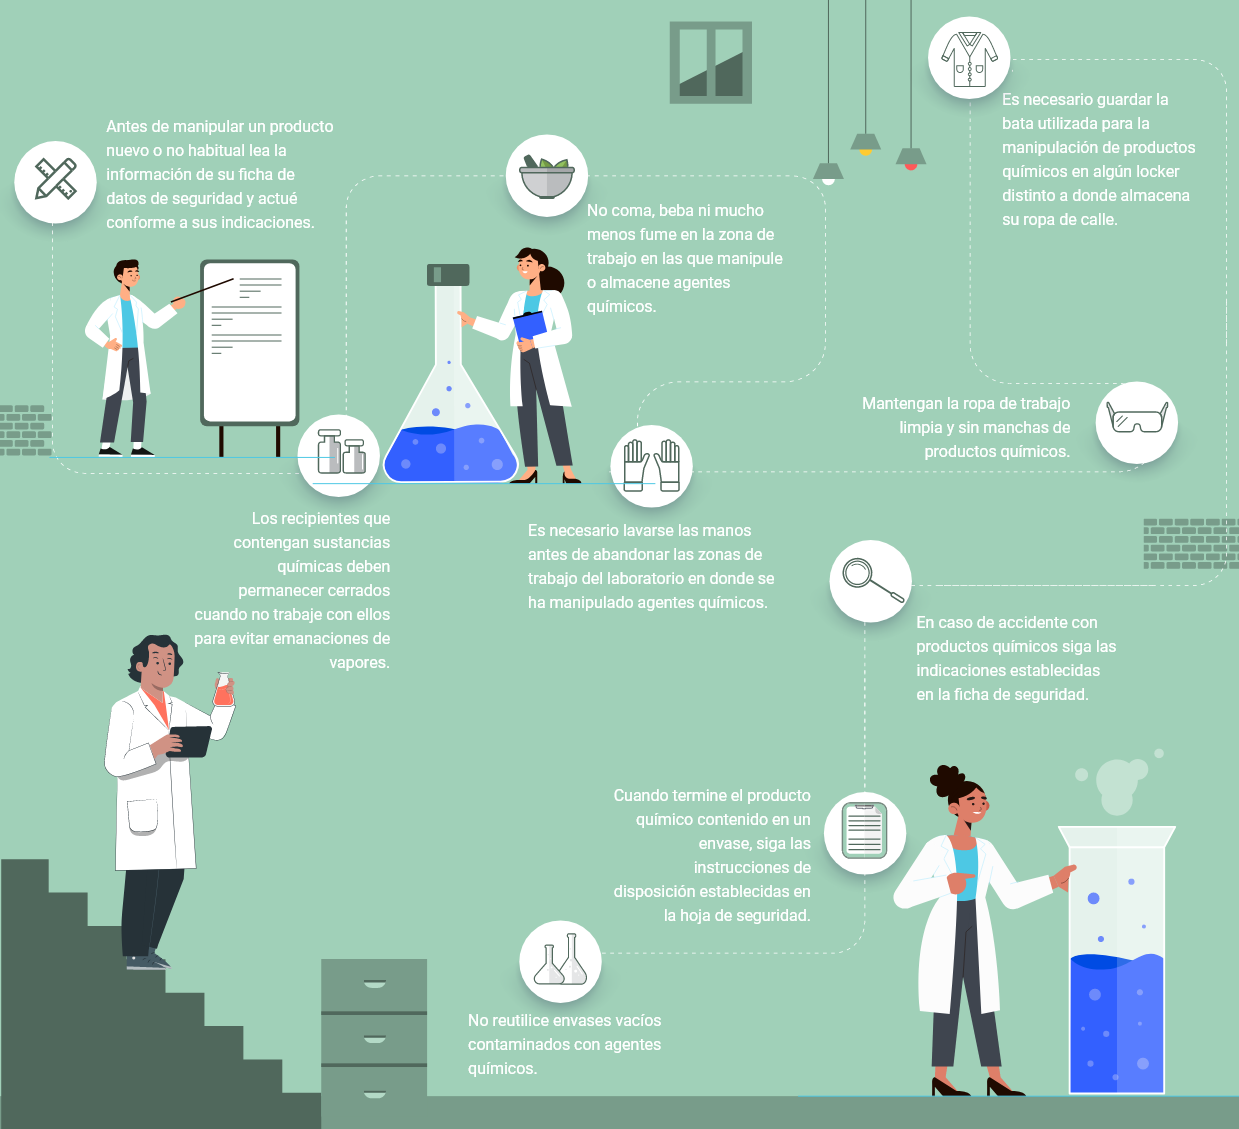 Antes de manipular un producto
nuevo o no habitual lea la
información de su ficha de
datos de seguridad y actué
conforme a sus indicaciones.
Los recipientes que
contengan sustancias
químicas deben
permanecer cerrados
cuando no trabaje con ellos
para evitar emanaciones de
vapores.
No coma, beba ni mucho
menos fume en la zona de
trabajo en las que manipule
o almacene agentes
químicos.
Es necesario lavarse las manos
antes de abandonar las zonas de
trabajo del laboratorio en donde se
ha manipulado agentes químicos.
Mantengan la ropa de trabajo
limpia y sin manchas de
productos químicos.
Es necesario guardar la
bata utilizada para la
manipulación de productos
químicos en algún locker
distinto a donde almacena
su ropa de calle.
En caso de accidente con
productos químicos siga las
indicaciones establecidas
en la ficha de seguridad.
Cuando termine el producto
químico contenido en un
envase, siga las
instrucciones de
disposición establecidas en
la hoja de seguridad.
No reutilice envases vacíos
contaminados con agentes
químicos.